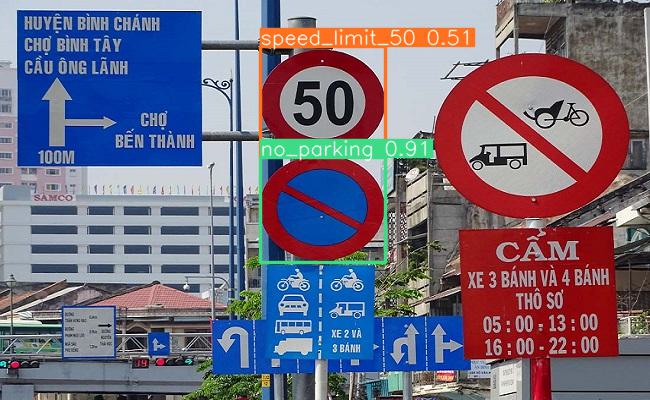 HUYỆN BÌNH CHÁNH
CHỢ BÌNH TÂY
CẦU ÔNG LÃNH
CHỢ
BẾN THÀNH
100M
speed_limit_50 0.51
50
no_parking 0.91
SAMCO
CẤM
XE 3 BÁNH VÀ 4 BÁNH
THÔ SƠ
05 : 00 - 13 : 00
16 : 00 - 22 : 00
XE 2 VÀ
3 BÁNH